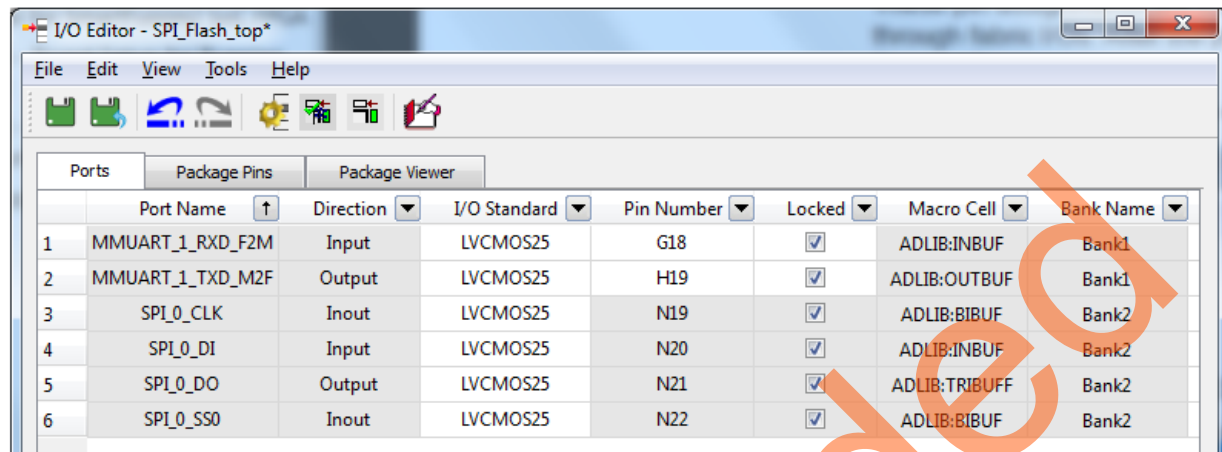 I/O Editor - SPI_Flash_top*
File Edit View Tools Help
Ports Package Pins Package Viewer
Port Name Direction I/O Standard Pin Number Locked Macro Cell Bank Name
1 MMUART_1_RXD_F2M Input LVCMOS25 G18 ADLIB:INBUF Bank1
2 MMUART_1_TXD_M2F Output LVCMOS25 H19 ADLIB:OUTBUF Bank1
3 SPI_0_CLK Inout LVCMOS25 N19 ADLIB:BIBUF Bank2
4 SPI_0_DI Input LVCMOS25 N20 ADLIB:INBUF Bank2
5 SPI_0_DO Output LVCMOS25 N21 ADLIB:TRIBUFF Bank2
6 SPI_0_SS0 Inout LVCMOS25 N22 ADLIB:BIBUF Bank2